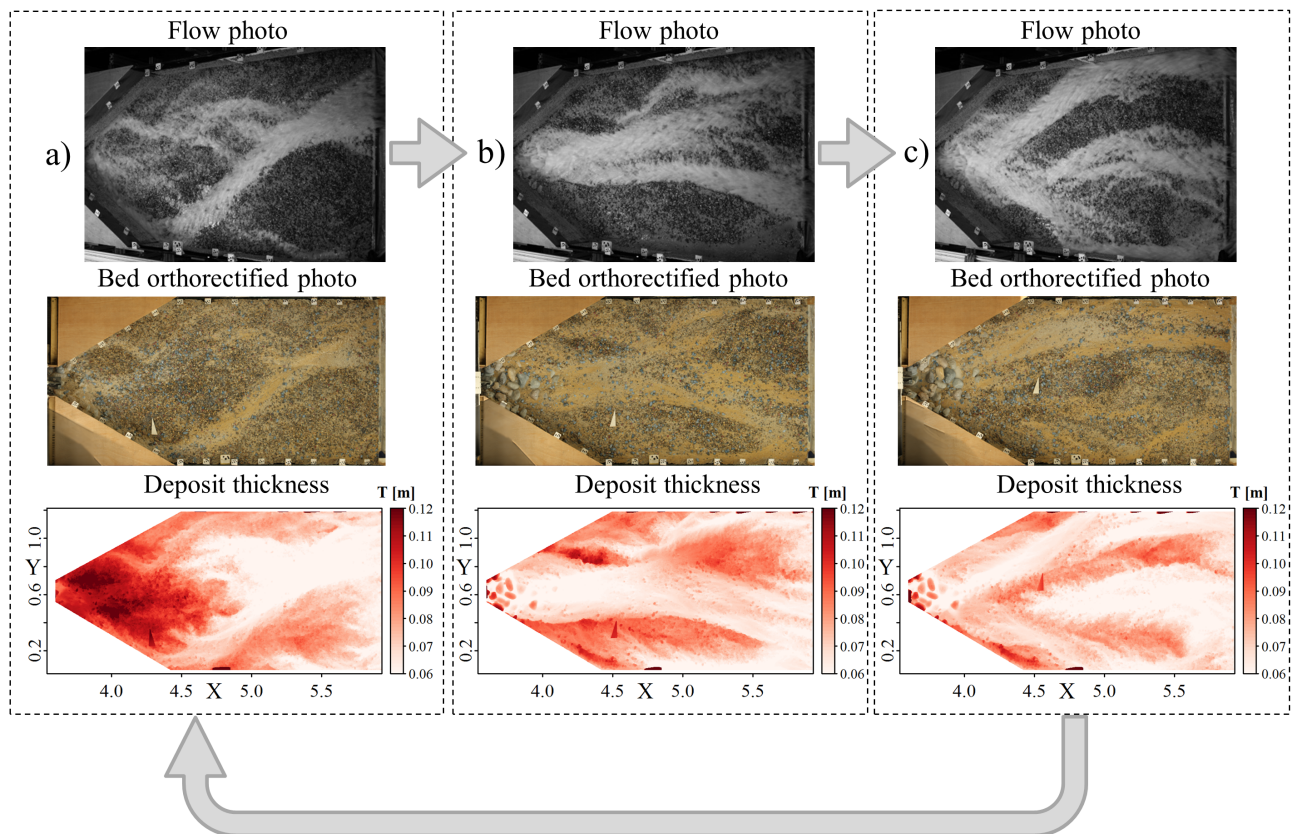 Flow photo
Flow photo
Flow photo
a)
b)
c)
Bed orthorectified photo
Bed orthorectified photo
Bed orthorectified photo
Deposit thickness
Deposit thickness
Deposit thickness
T [m]
0.12
0.11
0.10
0.09
0.08
0.07
0.06
Y
1.0
0.6
0.2
4.0
4.5
X
5.0
5.5
T [m]
0.12
0.11
0.10
0.09
0.08
0.07
0.06
Y
1.0
0.6
0.2
4.0
4.5
X
5.0
5.5
T [m]
0.12
0.11
0.10
0.09
0.08
0.07
0.06
Y
1.0
0.6
0.2
4.0
4.5
X
5.0
5.5